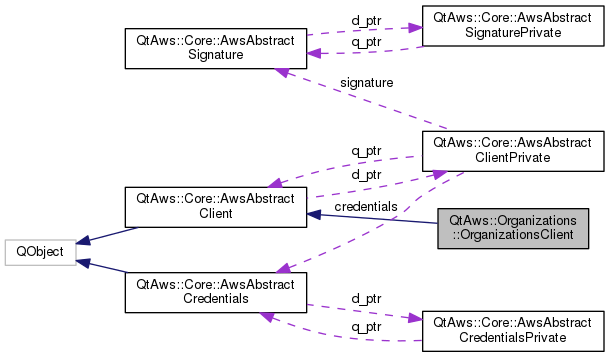 QtAws::Core::AwsAbstract
Signature
d_ptr
q_ptr
QtAws::Core::AwsAbstract
SignaturePrivate
signature
QtAws::Core::AwsAbstract
ClientPrivate
q_ptr
d_ptr
QtAws::Core::AwsAbstract
Client
credentials
QtAws::Organizations
::OrganizationsClient
QObject
QtAws::Core::AwsAbstract
Credentials
d_ptr
q_ptr
QtAws::Core::AwsAbstract
CredentialsPrivate